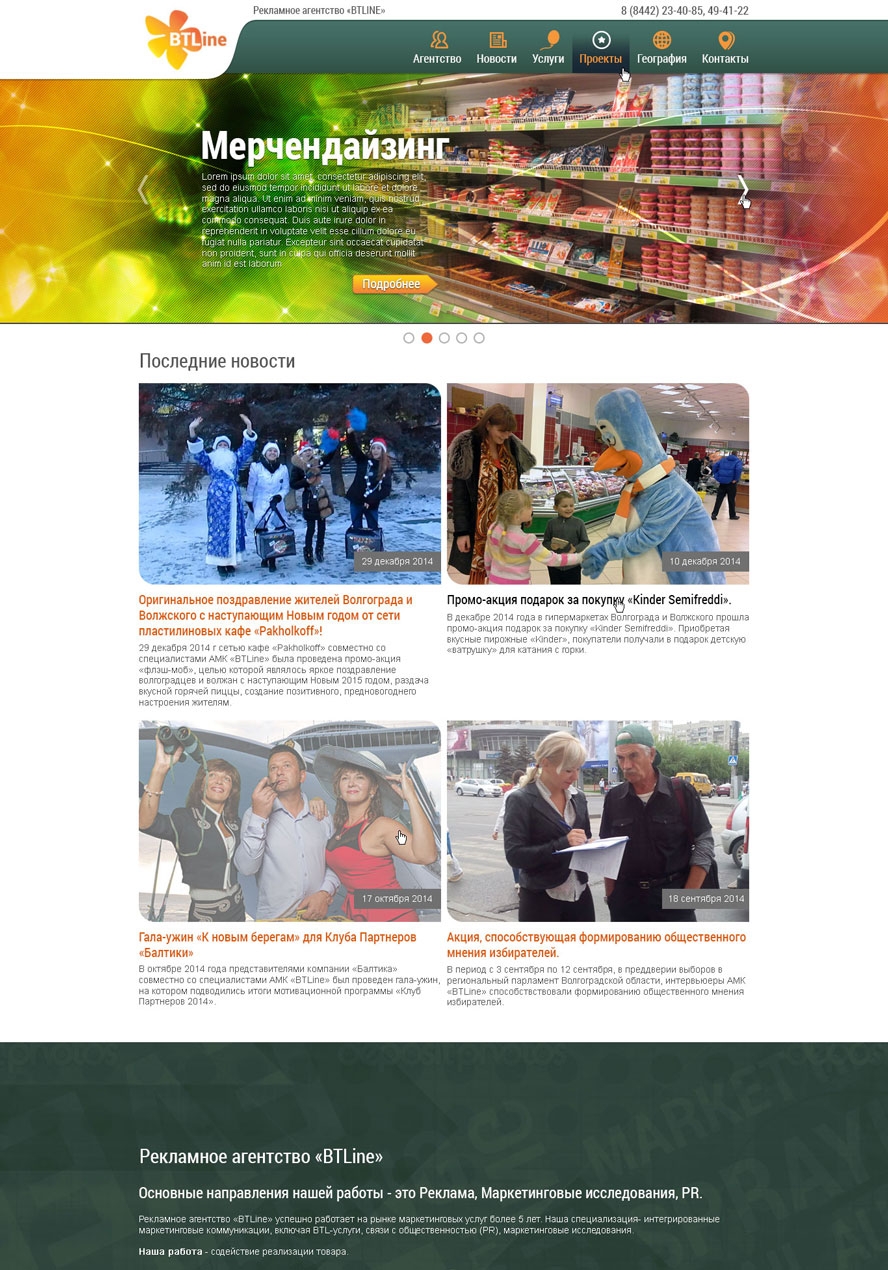 Рекламное агентство «BTLINE»
8 (8442) 23-40-85, 49-41-22
BTLine
Агентство
Новости
Услуги
Проекты
География
Контакты
Мерчендайзинг
Lorem ipsum dolor sit amet, consectetur adipiscing elit,
sed do eiusmod tempor incididunt ut labore et dolore
magna aliqua. Ut enim ad minim veniam, quis nostrud
exercitation ullamco laboris nisi ut aliquip ex ea
commodo consequat. Duis aute irure dolor in
reprehenderit in voluptate velit esse cillum dolore eu
fugiat nulla pariatur. Excepteur sint occaecat cupidatat
non proident, sunt in culpa qui officia deserunt mollit
anim id est laborum
Подробнее
Последние новости
29 декабря 2014
10 декабря 2014
Оригинальное поздравление жителей Волгограда и
Волжского с наступающим Новым годом от сети
пластилиновых кафе «Pakholkoff»!
29 декабря 2014 г сетью кафе «Pakholkoff» совместно со
специалистами АМК «BTLine» была проведена промо-акция
«флэш-моб», целью которой являлось яркое поздравление
волгоградцев и волжан с наступающим Новым 2015 годом, раздача
вкусной горячей пиццы, создание позитивного, предновогоднего
настроения жителям.
Промо-акция подарок за покупку «Kinder Semifreddi».
В декабре 2014 года в гипермаркетах Волгограда и Волжского прошла
промо-акция подарок за покупку «Kinder Semifreddi». Приобретая
вкусные пирожные «Kinder», покупатели получали в подарок детскую
«ватрушку» для катания с горки.
17 октября 2014
18 сентября 2014
Гала-ужин «К новым берегам» для Клуба Партнеров
«Балтики»
В октябре 2014 года представителями компании «Балтика»
совместно со специалистами АМК «BTLine» был проведен гала-ужин,
на котором подводились итоги мотивационной программы «Клуб
Партнеров 2014».
Акция, способствующая формированию общественного
мнения избирателей.
В период с 3 сентября по 12 сентября, в преддверии выборов в
региональный парламент Волгоградской области, интервьюеры АМК
«BTLine» способствовали формированию общественного мнения
избирателей.
MARKET
Рекламное агентство «BTLine»
Основные направления нашей работы - это Реклама, Маркетинговые исследования, PR.
Рекламное агентство «BTLine» успешно работает на рынке маркетинговых услуг более 5 лет. Наша специализация- интегрированные
маркетинговые коммуникации, включая BTL-услуги, связи с общественностью (PR), маркетинговые исследования.
Наша работа - содействие реализации товара.